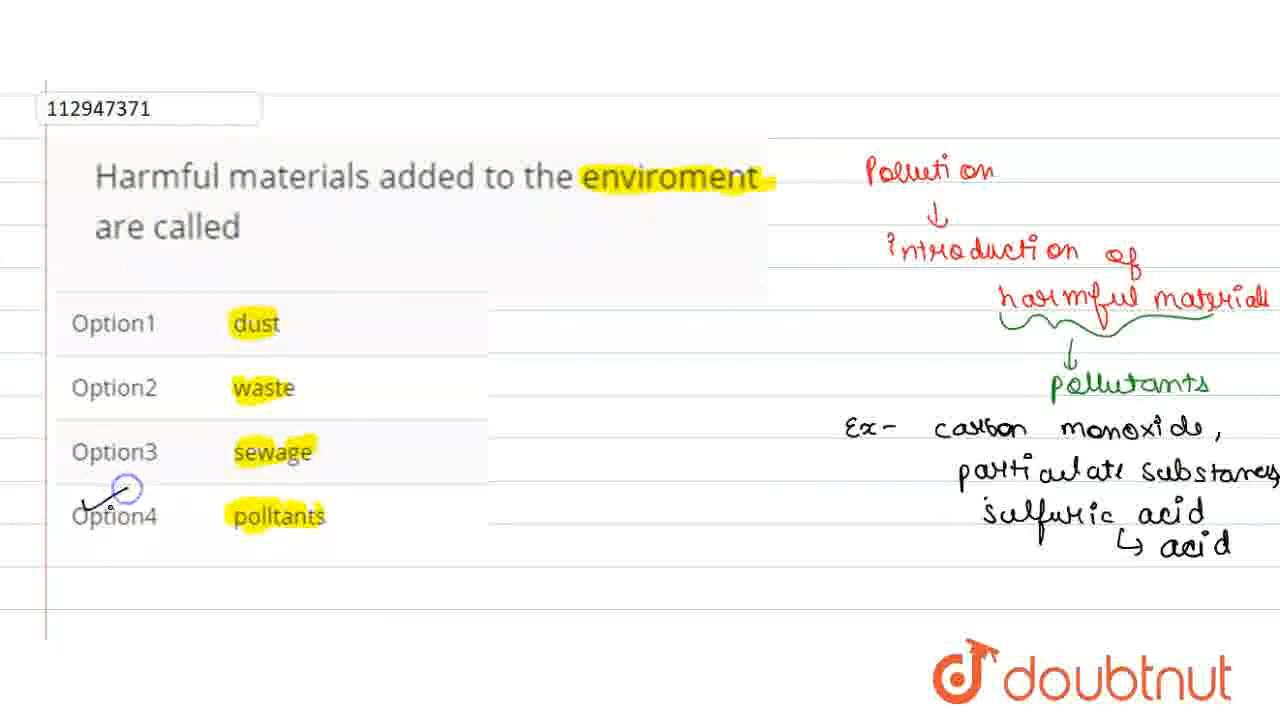 112947371
Harmful materials added to the enviroment
are called
Option1 dust
Option2 waste
Option3 sewage
Option4 polltants
Pollution
↓
introduction of
harmful materials
↓
pollutants
Ex- carbon monoxide,
particulate substances
sulfuric acid
↳ acid
doubtnut